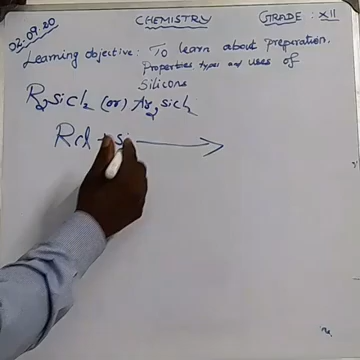 02.09.20 CHEMISTRY GRADE: XII
Learning objective: To learn about preparation,
Properties types and uses of
Silicons
R₂SiCl₂ (or) Ar₂SiCl₂
RCl + Si →